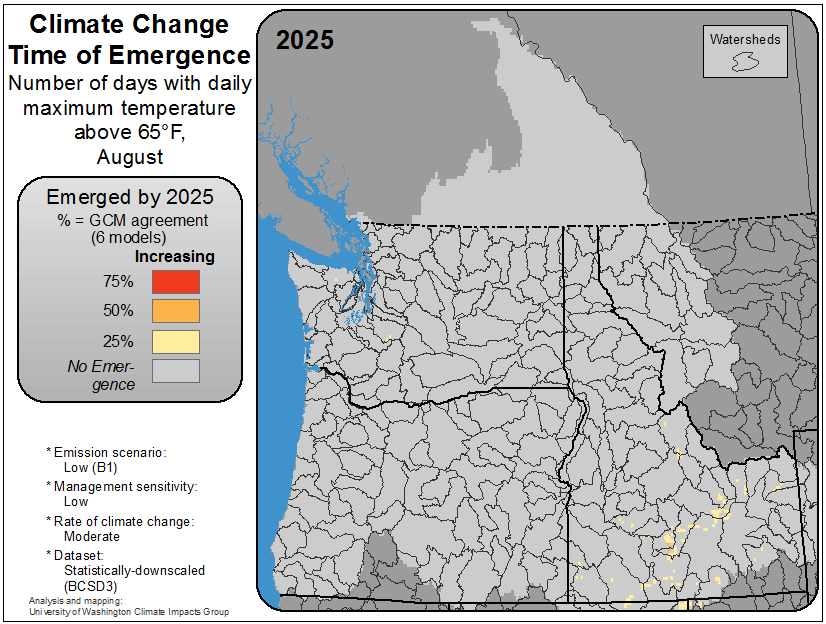 Climate Change
Time of Emergence
Number of days with daily
maximum temperature
above 65°F,
August
Emerged by 2025
% = GCM agreement
(6 models)
Increasing
75%
50%
25%
No Emer-
gence
* Emission scenario:
Low (B1)
* Management sensitivity:
Low
* Rate of climate change:
Moderate
* Dataset:
Statistically-downscaled
(BCSD3)
Analysis and mapping:
University of Washington Climate Impacts Group
2025
Watersheds